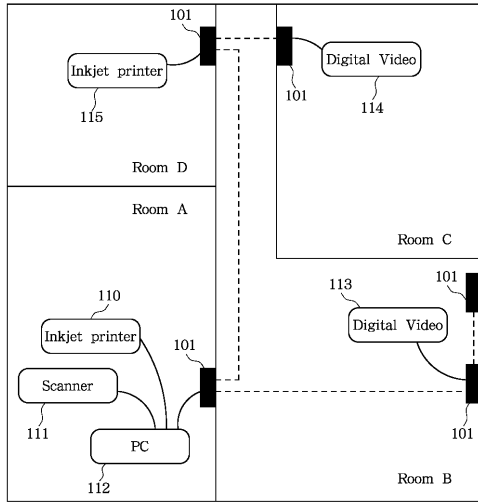 101
Inkjet printer
115
101
Digital Video
114
Room D
Room A
Room C
110
Inkjet printer
101
113
Digital Video
101
Scanner
111
PC
112
101
Room B